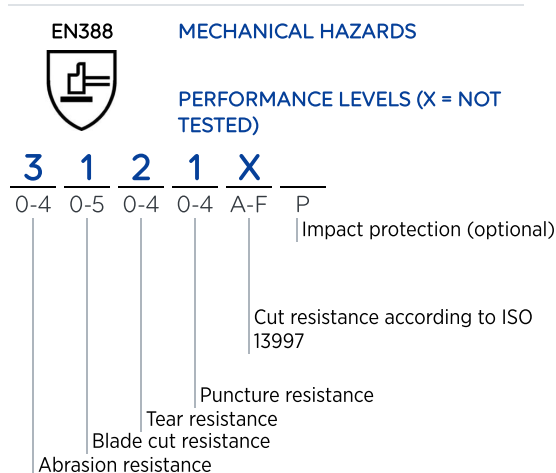 EN388
MECHANICAL HAZARDS
PERFORMANCE LEVELS (X = NOT
TESTED)
3 1 2 1 X
0-4 0-5 0-4 0-4 A-F P
Impact protection (optional)
Cut resistance according to ISO
13997
Puncture resistance
Tear resistance
Blade cut resistance
Abrasion resistance